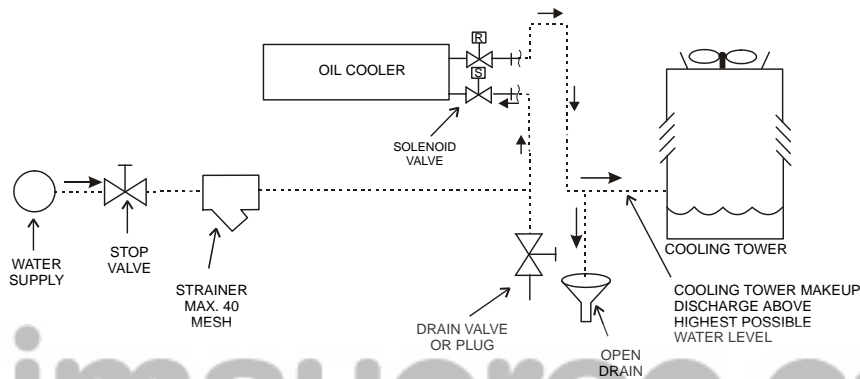 R
OIL COOLER
S
SOLENOID
VALVE
WATER
SUPPLY
STOP
VALVE
STRAINER
MAX. 40
MESH
DRAIN VALVE
OR PLUG
OPEN
DRAIN
COOLING TOWER
COOLING TOWER MAKEUP
DISCHARGE ABOVE
HIGHEST POSSIBLE
WATER LEVEL